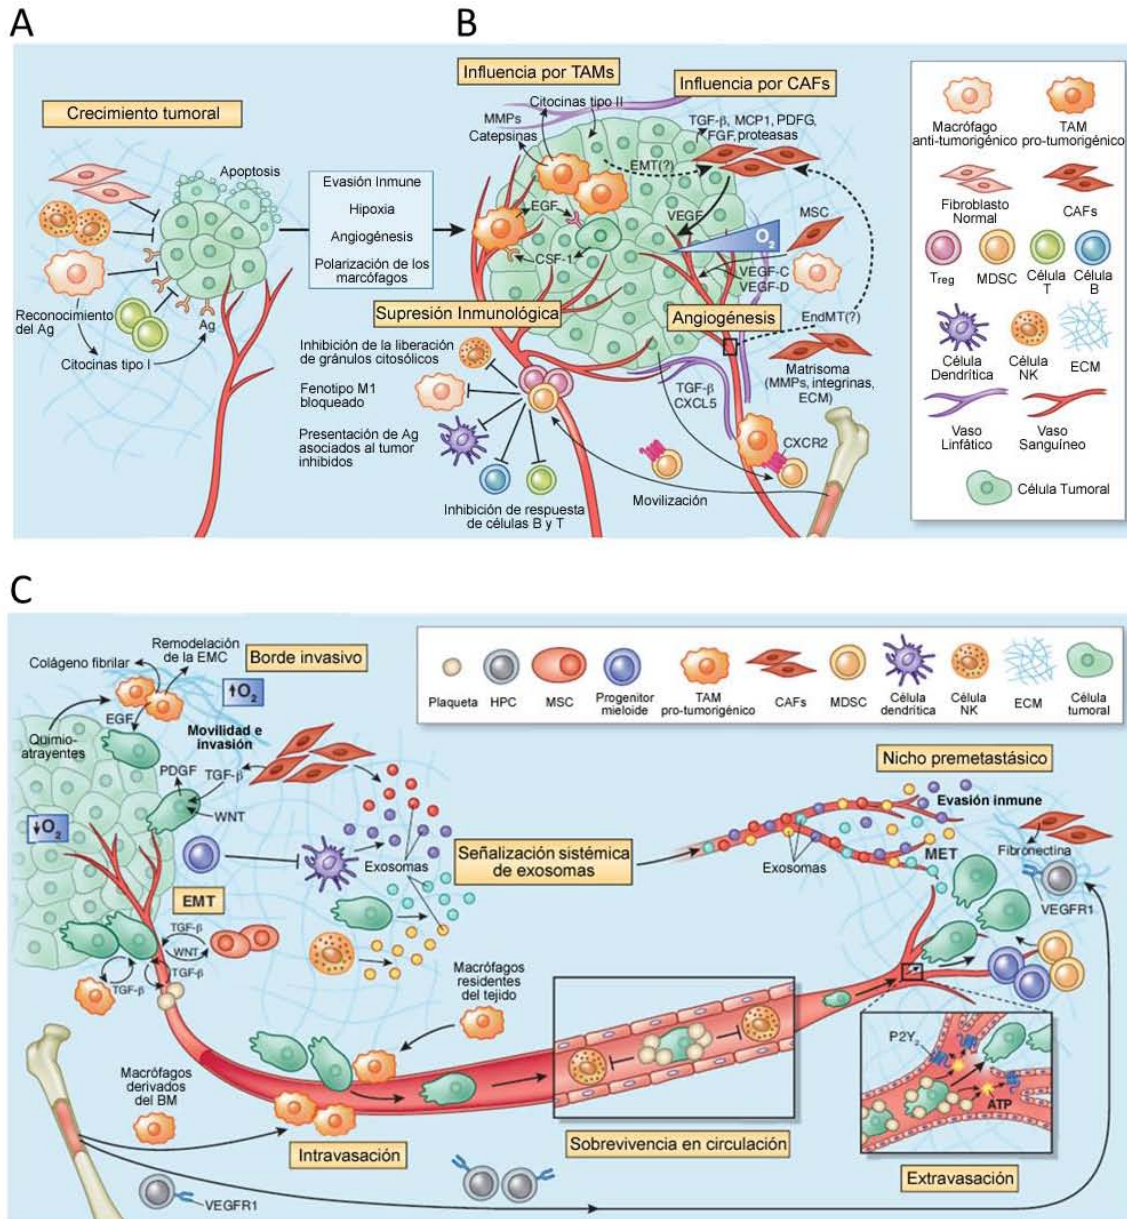 A
B
Crecimiento tumoral
Apoptosis
Reconocimiento
del Ag
Citocinas tipo I
Ag
Evasión Inmune
Hipoxia
Angiogénesis
Polarización de los
marcófagos
Influencia por TAMs
Citocinas tipo II
MMPs
Catepsinas
EGF
CSF-1
Influencia por CAFs
TGF-β, MCP1, PDFG,
FGF, proteasas
EMT(?)
VEGF
O2
MSC
VEGF-C
VEGF-D
Supresión Inmunológica
Angiogénesis
EndMT(?)
Inhibición de la liberación
de gránulos citosólicos
Fenotipo M1
bloqueado
Presentación de Ag
asociados al tumor
inhibidos
Inhibición de respuesta
de células B y T
TGF-β
CXCL5
Matrisoma
(MMPs, integrinas,
ECM)
CXCR2
Movilización
Macrófago
anti-tumorigénico
TAM
pro-tumorigénico
Fibroblasto
Normal
CAFs
Treg
MDSC
Célula
T
Célula
B
Célula
Dendrítica
Célula
NK
ECM
Vaso
Linfático
Vaso
Sanguíneo
Célula Tumoral
C
Colágeno fibrilar
Remodelación
de la EMC
Borde invasivo
↑O2
EGF
Quimio-
atrayentes
Movilidad e
invasión
PDGF
TGF-β
WNT
↓O2
EMT
TGF-β
WNT
TGF-β
TGF-β
Exosomas
Señalización sistémica
de exosomas
Plaqueta
HPC
MSC
Progenitor
mieloide
TAM
pro-tumorigénico
CAFs
MDSC
Célula
dendrítica
Célula
NK
ECM
Célula
tumoral
Nicho premetastásico
Evasión inmune
Exosomas
MET
Fibronectina
VEGFR1
Macrófagos
residentes
del tejido
Macrófagos
derivados
del BM
Intravasación
Sobrevivencia en circulación
P2Y2
ATP
Extravasación
VEGFR1